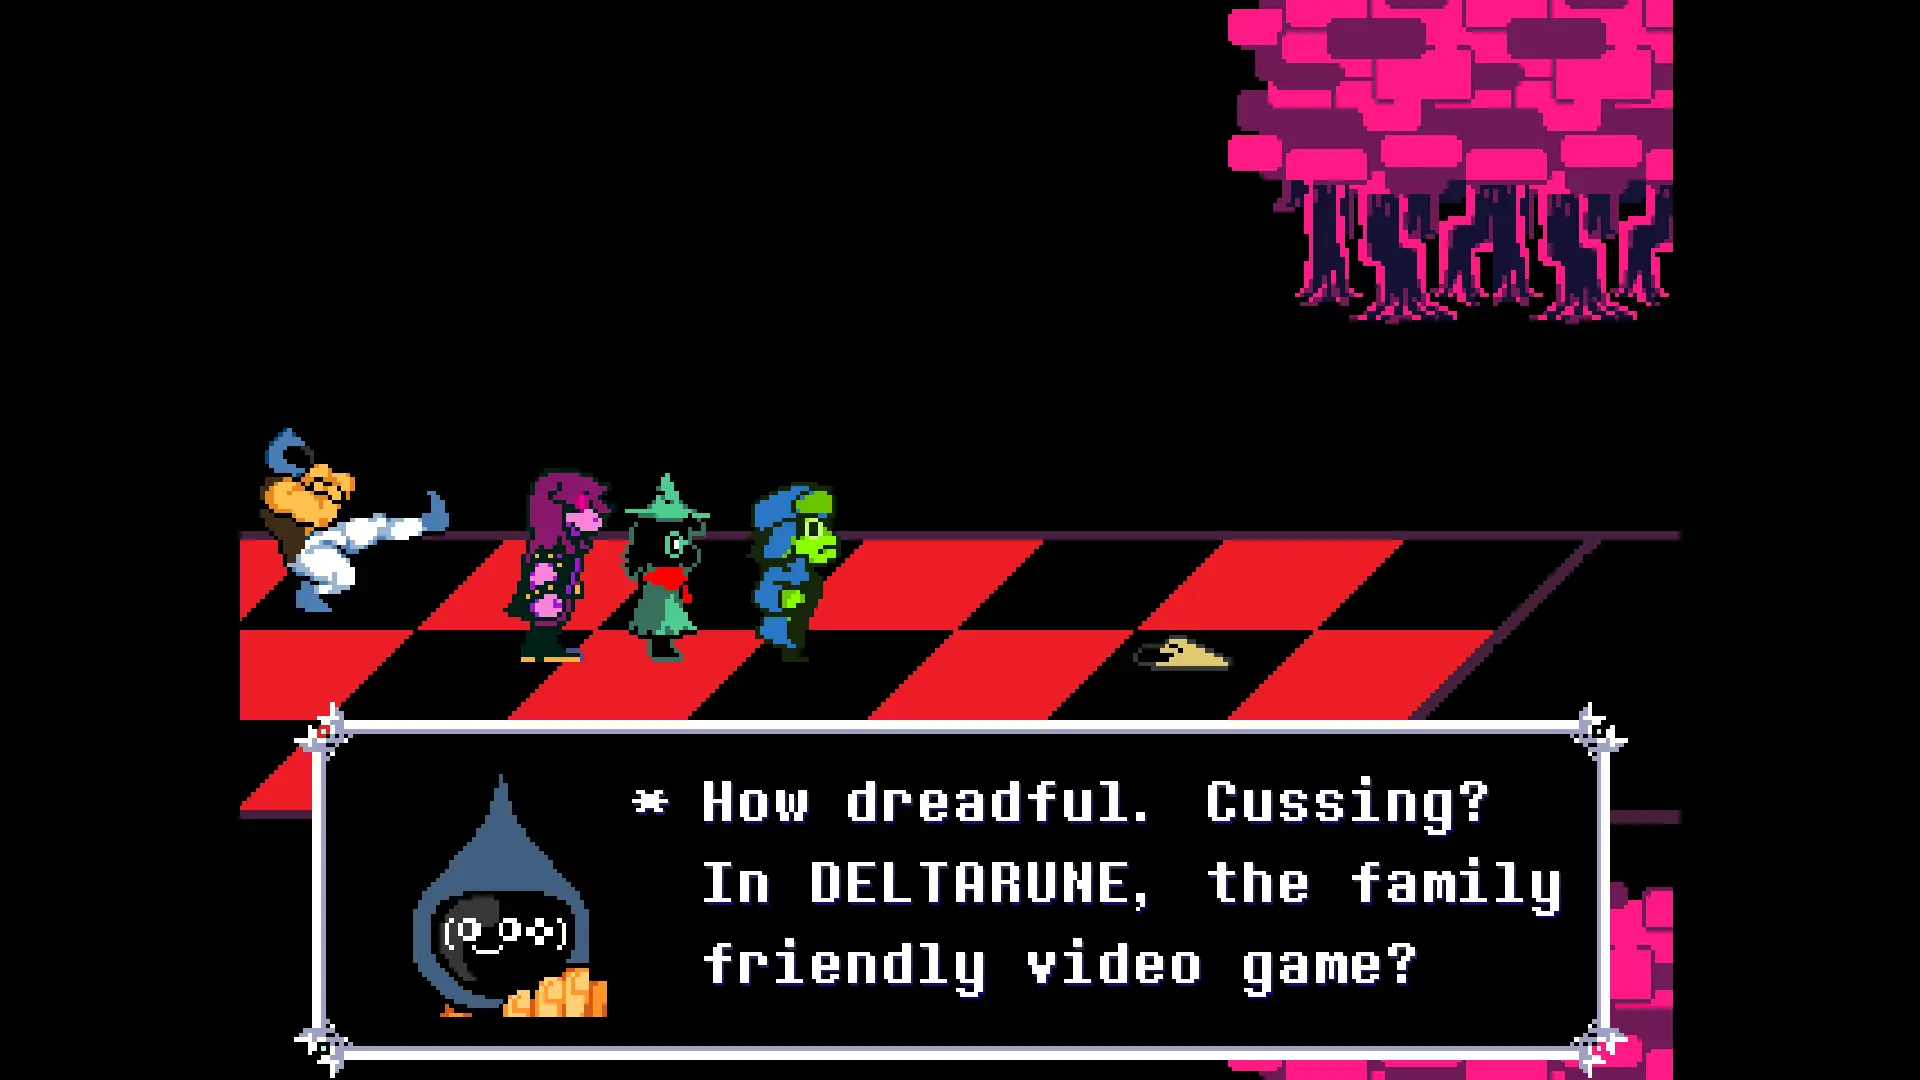 * How dreadful. Cussing?
In DELTARUNE, the family
friendly video game?